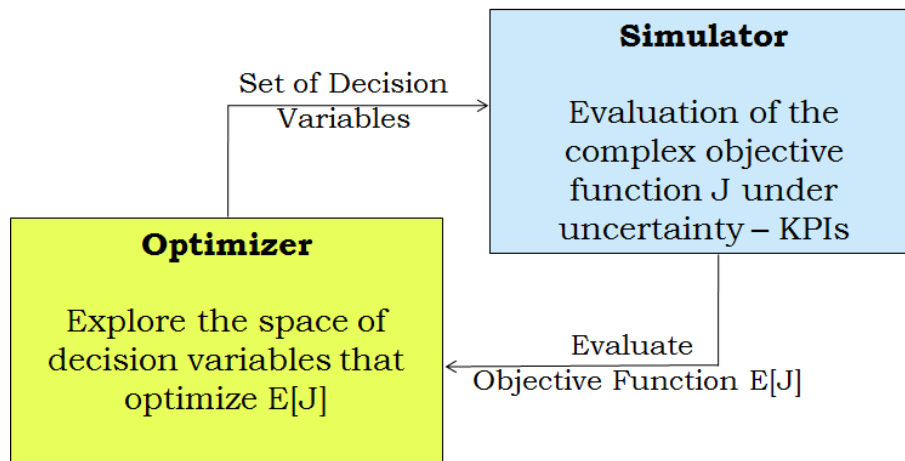 Simulator
Evaluation of the
complex objective
function J under
uncertainty – KPIs
Set of Decision
Variables
Optimizer
Explore the space of
decision variables that
optimize E[J]
Evaluate
Objective Function E[J]